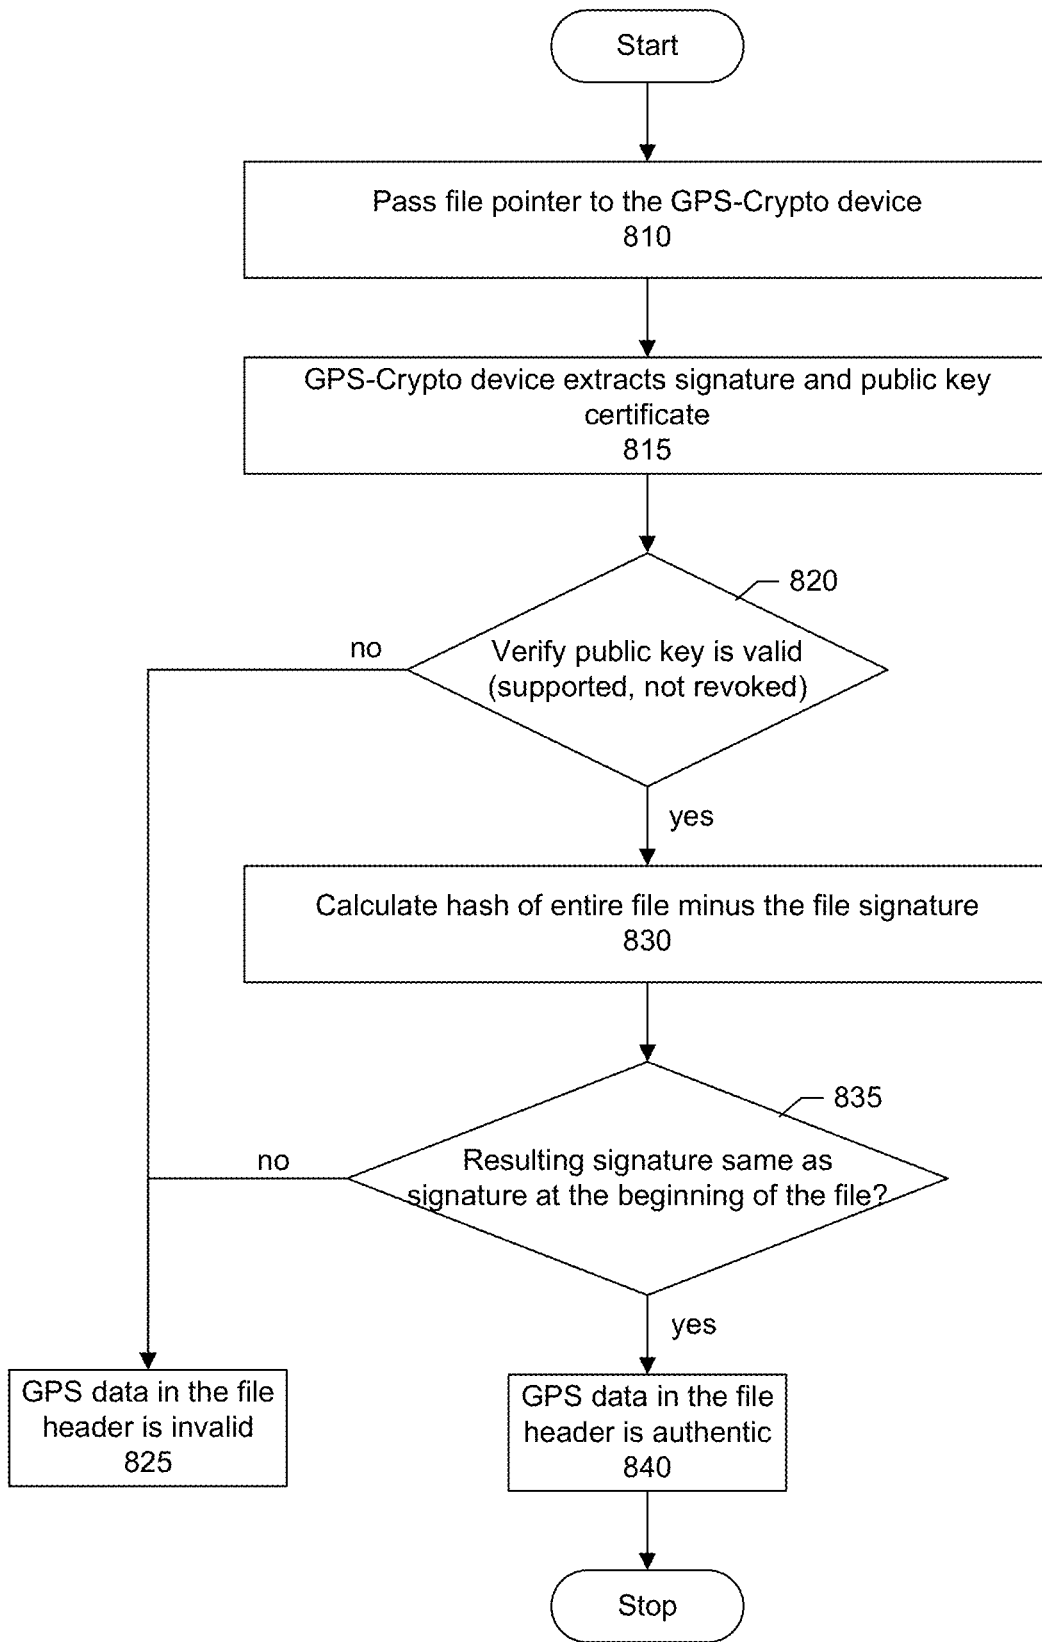 Start
Pass file pointer to the GPS-Crypto device
810
GPS-Crypto device extracts signature and public key
certificate
815
820
no
Verify public key is valid
(supported, not revoked)
yes
Calculate hash of entire file minus the file signature
830
835
no
Resulting signature same as
signature at the beginning of the file?
yes
GPS data in the file
header is invalid
825
GPS data in the file
header is authentic
840
Stop